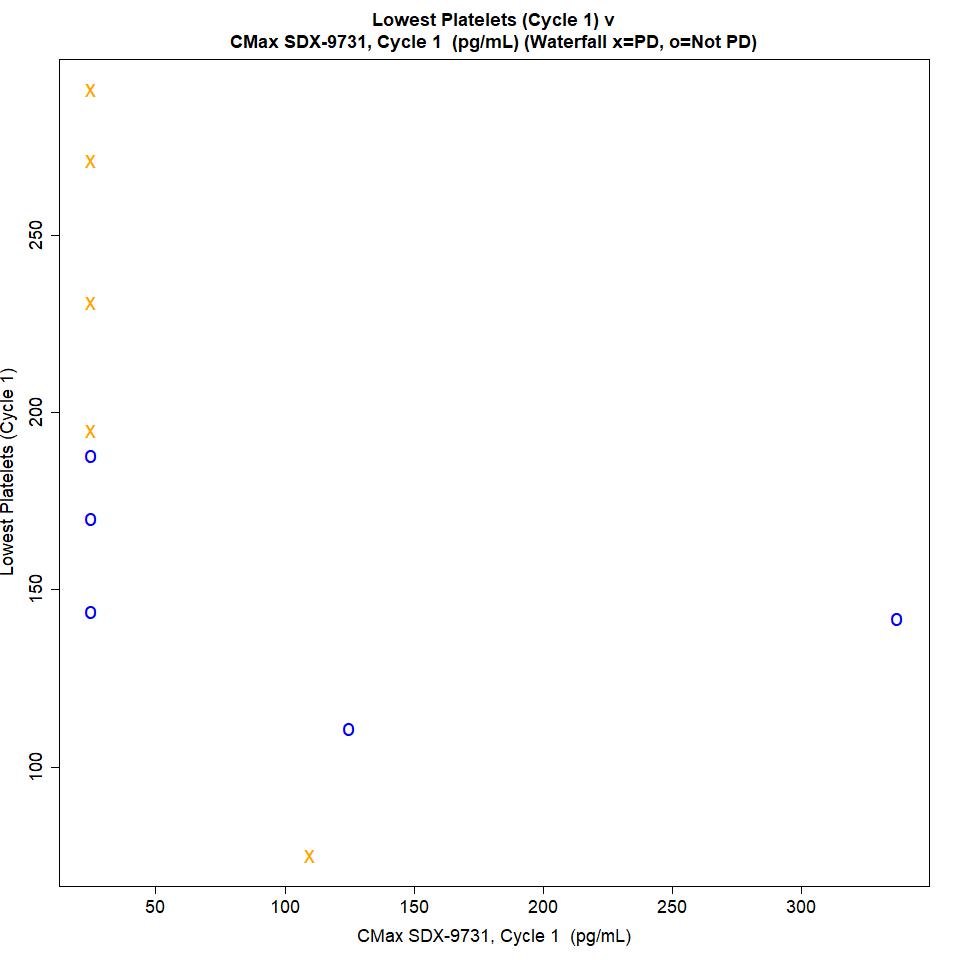 Lowest Platelets (Cycle 1) v
CMax SDX-9731, Cycle 1  (pg/mL) (Waterfall x=PD, o=Not PD)
Lowest Platelets (Cycle 1)
250
200
150
100
X
X
X
X
O
O
O
O
O
X
50
100
150
200
250
300
CMax SDX-9731, Cycle 1  (pg/mL)